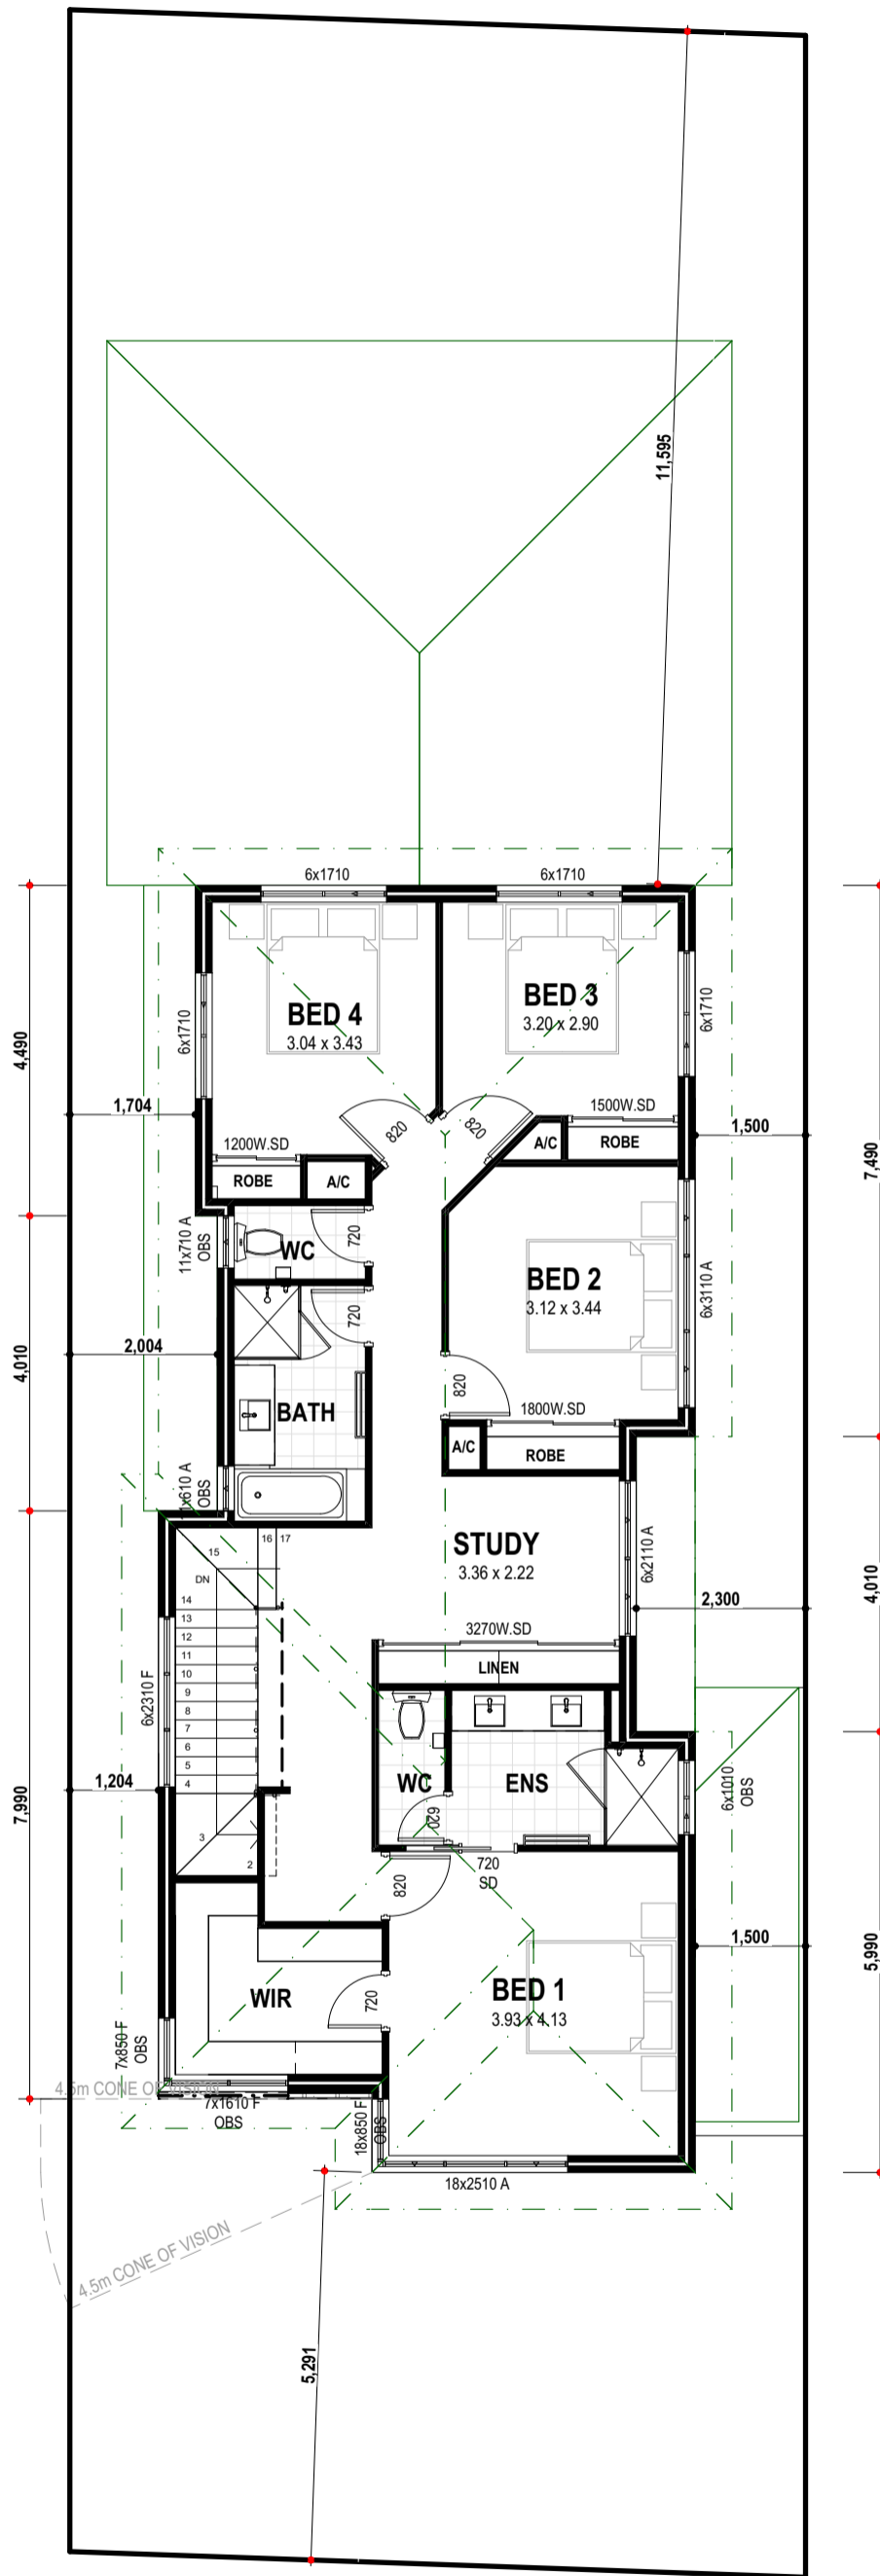 11,595
6x1710
6x1710
BED 4
3.04 x 3.43
BED 3
3.20 x 2.90
6x1710
6x1710
4,490
1,704
820
820
1500W.SD
1,500
7,490
1200W.SD
A/C
ROBE
ROBE
A/C
11x710 A
OBS
WC
720
BED 2
3.12 x 3.44
6x3110 A
720
4,010
2,004
820
BATH
1800W.SD
A/C
ROBE
610 A
OBS
16
17
15
DN
STUDY
3.36 x 2.22
6x2110 A
14
13
12
11
10
9
8
7
6
5
4
3
2
2,300
4,010
3270W.SD
LINEN
6x2310 F
7,990
1,204
WC
ENS
620
6x1010
OBS
720
SD
820
1,500
5,990
WIR
720
BED 1
3.93 x 4.13
7x850 F
OBS
4.5m CONE OF VISION
7x1610 F
OBS
18x850 F
OBS
18x2510 A
4.5m CONE OF VISION
5,291